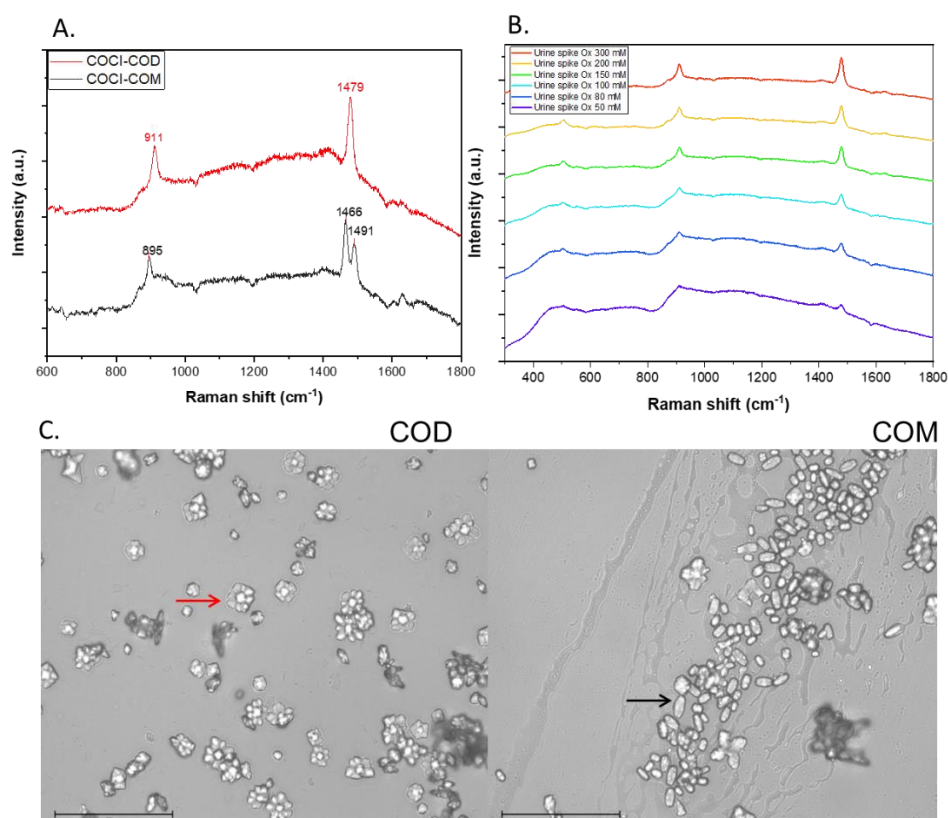 A.
COCI-COD
COCI-COM
1479
911
1466
1491
895
Intensity (a.u.)
600 800 1000 1200 1400 1600 1800
Raman shift (cm⁻¹)
B.
Urine spike Ox 300 mM
Urine spike Ox 200 mM
Urine spike Ox 150 mM
Urine spike Ox 100 mM
Urine spike Ox 80 mM
Urine spike Ox 50 mM
Intensity (a.u.)
400 600 800 1000 1200 1400 1600 1800
Raman shift (cm⁻¹)
C.
COD
COM